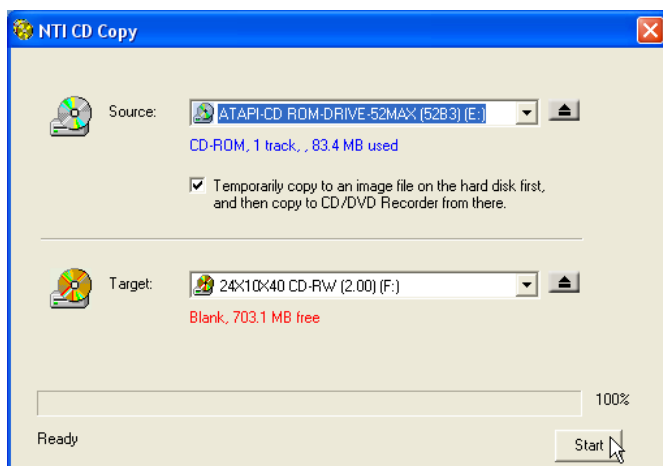 NTI CD Copy
Source:
ATAPI-CD ROM-DRIVE-52MAX (52B3) (E:)
CD-ROM, 1 track, , 83.4 MB used
Temporarily copy to an image file on the hard disk first,
and then copy to CD/DVD Recorder from there.
Target:
24X10X40 CD-RW (2.00) (F:)
Blank, 703.1 MB free
100%
Ready
Start